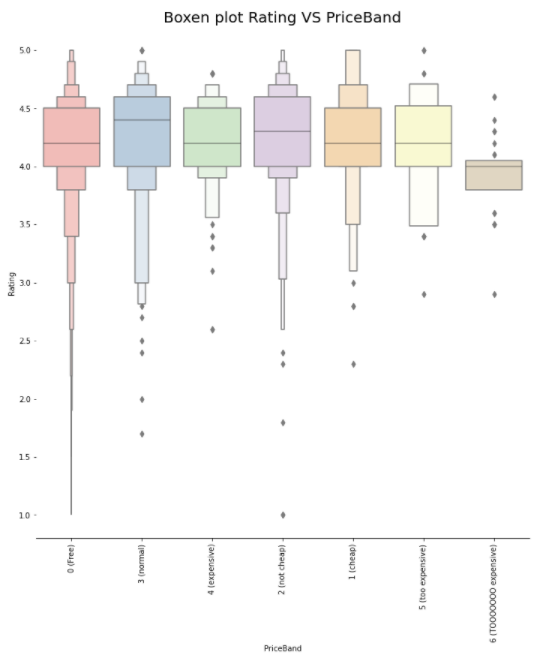 Boxen plot Rating VS PriceBand
5.0
4.5
4.0
3.5
3.0
2.5
2.0
1.5
1.0
Rating
0 (Free)
3 (normal)
4 (expensive)
2 (not cheap)
1 (cheap)
5 (too expensive)
6 (TOOOOOOO expensive)
PriceBand